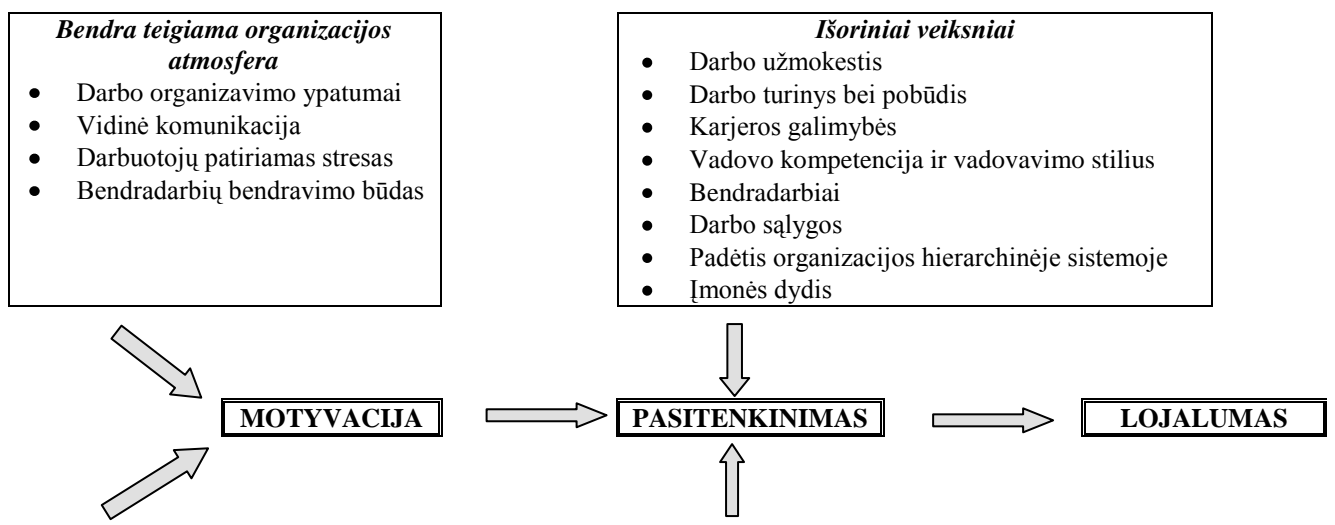 Bendra teigiama organizacijos
atmosfera
• Darbo organizavimo ypatumai
• Vidinė komunikacija
• Darbuotojų patiriamas stresas
• Bendradarbių bendravimo būdas
Išoriniai veiksniai
• Darbo užmokestis
• Darbo turinys bei pobūdis
• Karjeros galimybės
• Vadovo kompetencija ir vadovavimo stilius
• Bendradarbiai
• Darbo sąlygos
• Padėtis organizacijos hierarchinėje sistemoje
• Įmonės dydis
MOTYVACIJA
PASITENKINIMAS
LOJALUMAS